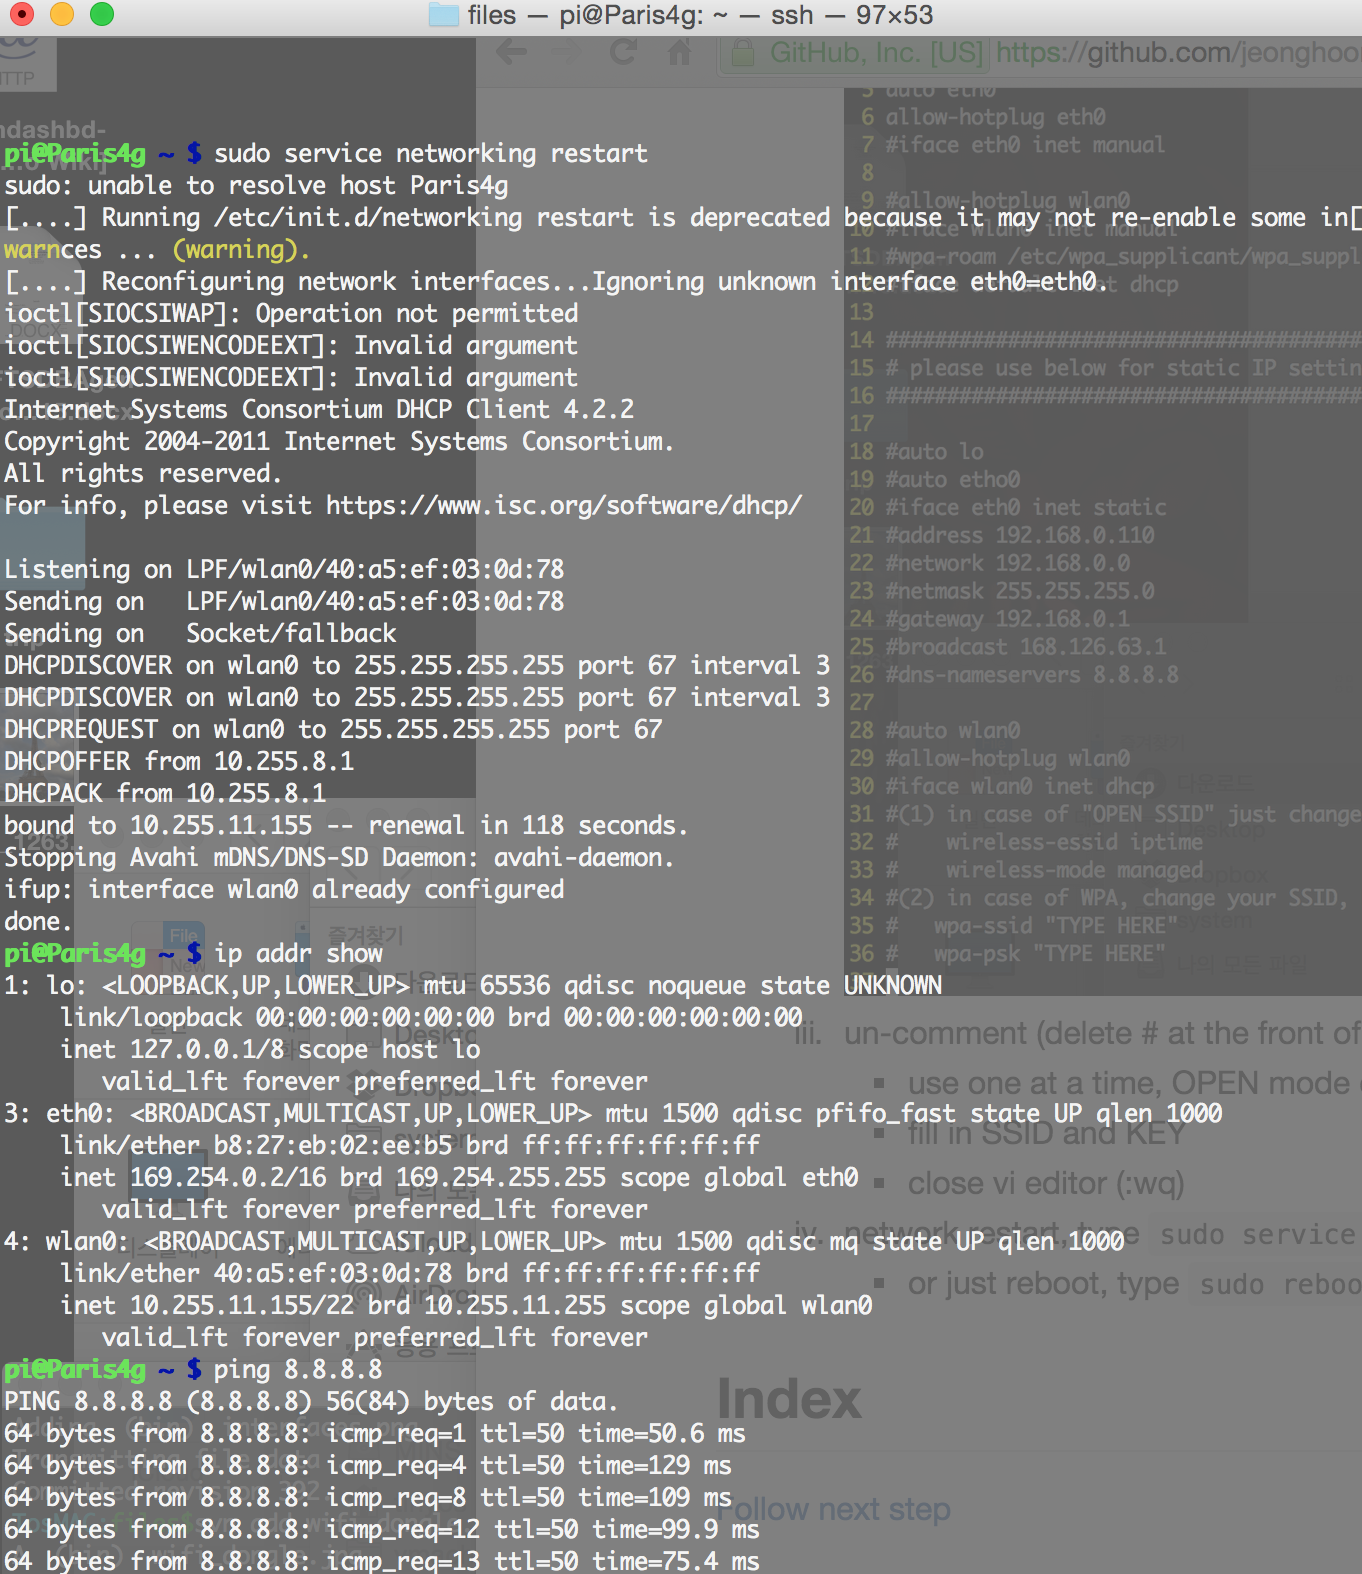 files — pi@Paris4g: ~ — ssh — 97×53
GitHub, Inc. [US] https://github.com/jeonghoo
HTTP
ndashbd-
Wiki]
5 auto eth0
6 allow-hotplug eth0
7 #iface eth0 inet manual
8
9 #allow-hotplug wlan0
10 #iface wlan0 inet manual
11 #wpa-roam /etc/wpa_supplicant/wpa_suppl
12 #iface default inet dhcp
13
14 #######################################
15 # please use below for static IP settin
16 #######################################
17
18 #auto lo
19 #auto etho0
20 #iface eth0 inet static
21 #address 192.168.0.110
22 #network 192.168.0.0
23 #netmask 255.255.255.0
24 #gateway 192.168.0.1
25 #broadcast 168.126.63.1
26 #dns-nameservers 8.8.8.8
27
28 #auto wlan0
29 #allow-hotplug wlan0
30 #iface wlan0 inet dhcp
31 #(1) in case of "OPEN SSID" just change
32 #    wireless-essid iptime
33 #    wireless-mode managed
34 #(2) in case of WPA, change your SSID,
35 #   wpa-ssid "TYPE HERE"
36 #   wpa-psk "TYPE HERE"
pi@Paris4g ~ $ sudo service networking restart
sudo: unable to resolve host Paris4g
[....] Running /etc/init.d/networking restart is deprecated because it may not re-enable some in[
warnces ... (warning).
[....] Reconfiguring network interfaces...Ignoring unknown interface eth0=eth0.
ioctl[SIOCSIWAP]: Operation not permitted
ioctl[SIOCSIWENCODEEXT]: Invalid argument
ioctl[SIOCSIWENCODEEXT]: Invalid argument
Internet Systems Consortium DHCP Client 4.2.2
Copyright 2004-2011 Internet Systems Consortium.
All rights reserved.
For info, please visit https://www.isc.org/software/dhcp/
Listening on LPF/wlan0/40:a5:ef:03:0d:78
Sending on   LPF/wlan0/40:a5:ef:03:0d:78
Sending on   Socket/fallback
DHCPDISCOVER on wlan0 to 255.255.255.255 port 67 interval 3
DHCPDISCOVER on wlan0 to 255.255.255.255 port 67 interval 3
DHCPREQUEST on wlan0 to 255.255.255.255 port 67
DHCPOFFER from 10.255.8.1
DHCPACK from 10.255.8.1
bound to 10.255.11.155 -- renewal in 118 seconds.
Stopping Avahi mDNS/DNS-SD Daemon: avahi-daemon.
ifup: interface wlan0 already configured
done.
pi@Paris4g ~ $ ip addr show
1: lo: <LOOPBACK,UP,LOWER_UP> mtu 65536 qdisc noqueue state UNKNOWN
    link/loopback 00:00:00:00:00:00 brd 00:00:00:00:00:00
    inet 127.0.0.1/8 scope host lo
       valid_lft forever preferred_lft forever
3: eth0: <BROADCAST,MULTICAST,UP,LOWER_UP> mtu 1500 qdisc pfifo_fast state UP qlen 1000
    link/ether b8:27:eb:02:ee:b5 brd ff:ff:ff:ff:ff:ff
    inet 169.254.0.2/16 brd 169.254.255.255 scope global eth0
       valid_lft forever preferred_lft forever
4: wlan0: <BROADCAST,MULTICAST,UP,LOWER_UP> mtu 1500 qdisc mq state UP qlen 1000
    link/ether 40:a5:ef:03:0d:78 brd ff:ff:ff:ff:ff:ff
    inet 10.255.11.155/22 brd 10.255.11.255 scope global wlan0
       valid_lft forever preferred_lft forever
pi@Paris4g ~ $ ping 8.8.8.8
PING 8.8.8.8 (8.8.8.8) 56(84) bytes of data.
64 bytes from 8.8.8.8: icmp_req=1 ttl=50 time=50.6 ms
64 bytes from 8.8.8.8: icmp_req=4 ttl=50 time=129 ms
64 bytes from 8.8.8.8: icmp_req=8 ttl=50 time=109 ms
64 bytes from 8.8.8.8: icmp_req=12 ttl=50 time=99.9 ms
64 bytes from 8.8.8.8: icmp_req=13 ttl=50 time=75.4 ms
DOCX
1263.
File
New
즐겨찾기
다운로드
Desktop
Dropbox
system
나의 모든 파일
iii. un-comment (delete # at the front of
use one at a time, OPEN mode
fill in SSID and KEY
close vi editor (:wq)
iv. network restart, type sudo service
or just reboot, type sudo reboo
Index
Follow next step